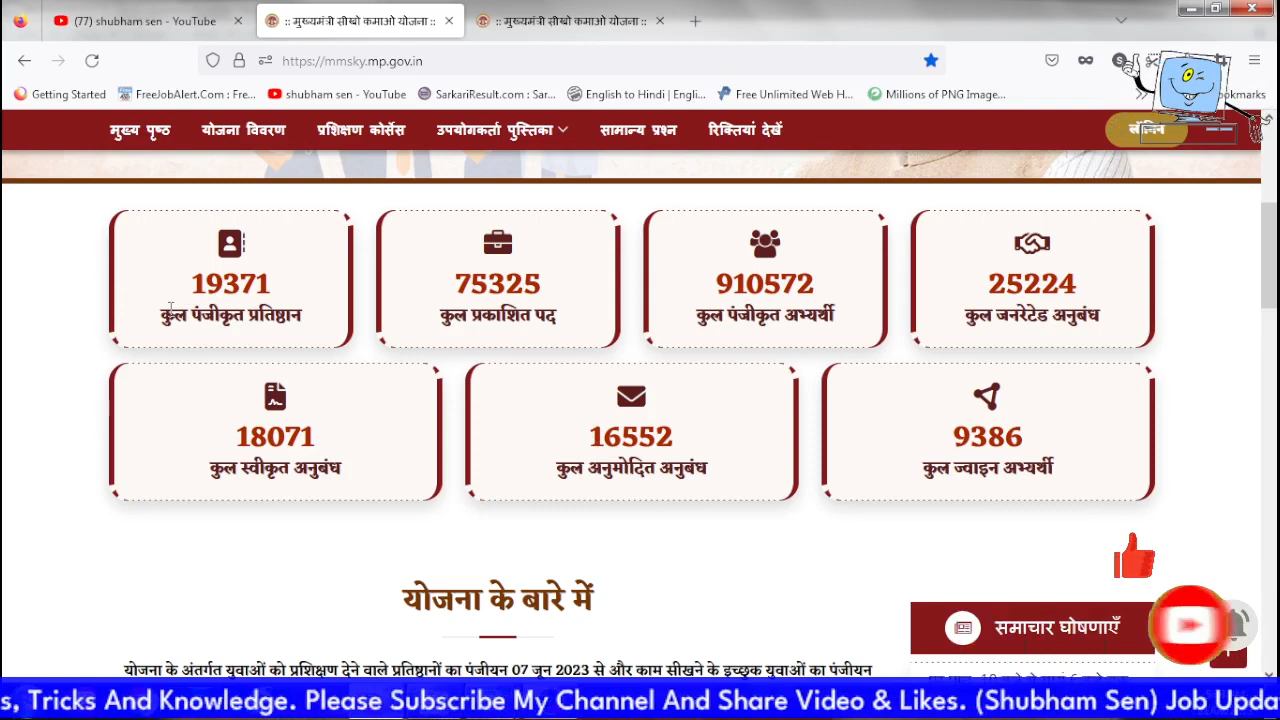 (77) shubham sen - YouTube
:: मुख्यमंत्री सीखो कमाओ योजना ::
:: मुख्यमंत्री सीखो कमाओ योजना ::
https://mmsky.mp.gov.in
Getting Started
FreeJobAlert.Com : Fre...
shubham sen - YouTube
SarkariResult.com : Sar...
English to Hindi | Engli...
Free Unlimited Web H...
Millions of PNG Image...
मुख्य पृष्ठ
योजना विवरण
प्रशिक्षण कोर्सेस
उपयोगकर्ता पुस्तिका
सामान्य प्रश्न
रिक्तियां देखें
19371
कुल पंजीकृत प्रतिष्ठान
75325
कुल प्रकाशित पद
910572
कुल पंजीकृत अभ्यर्थी
25224
कुल जनरेटेड अनुबंध
18071
कुल स्वीकृत अनुबंध
16552
कुल अनुमोदित अनुबंध
9386
कुल ज्वाइन अभ्यर्थी
योजना के बारे में
योजना के अंतर्गत युवाओं को प्रशिक्षण देने वाले प्रतिष्ठानों का पंजीयन 07 जून 2023 से और काम सीखने के इच्छुक युवाओं का पंजीयन
समाचार घोषणाएँ
s, Tricks And Knowledge. Please Subscribe My Channel And Share Video & Likes. (Shubham Sen) Job Upda